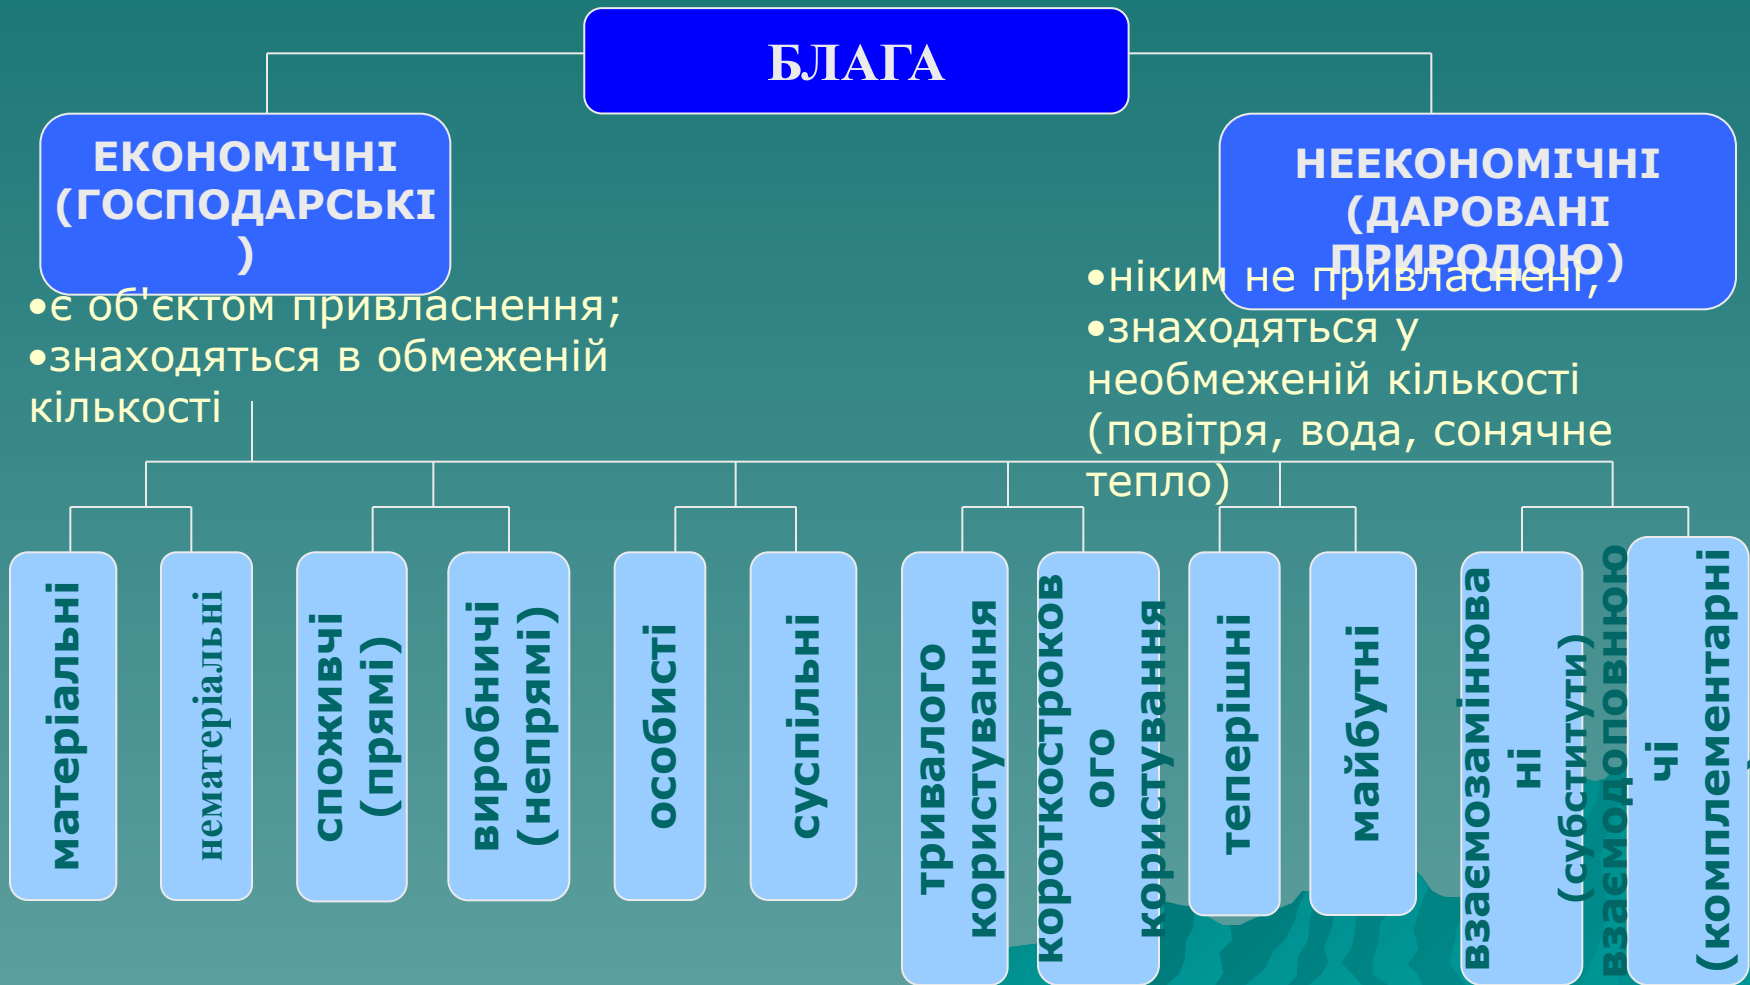 БЛАГА
ЕКОНОМІЧНІ
(ГОСПОДАРСЬКІ
)
НЕЕКОНОМІЧНІ
(ДАРОВАНІ
ПРИРОДОЮ)
•є об'єктом привласнення;
•знаходяться в обмеженій
кількості
•ніким не привласнені;
•знаходяться у
необмеженій кількості
(повітря, вода, сонячне
тепло)
матеріальні
нематеріальні
споживчі
(прямі)
виробничі
(непрямі)
особисті
суспільні
тривалого
користування
короткостроков
ого
користування
теперішні
майбутні
взаємозамінюва
ні
(субститути)
взаємодоповнюю
чі
(комплементарні